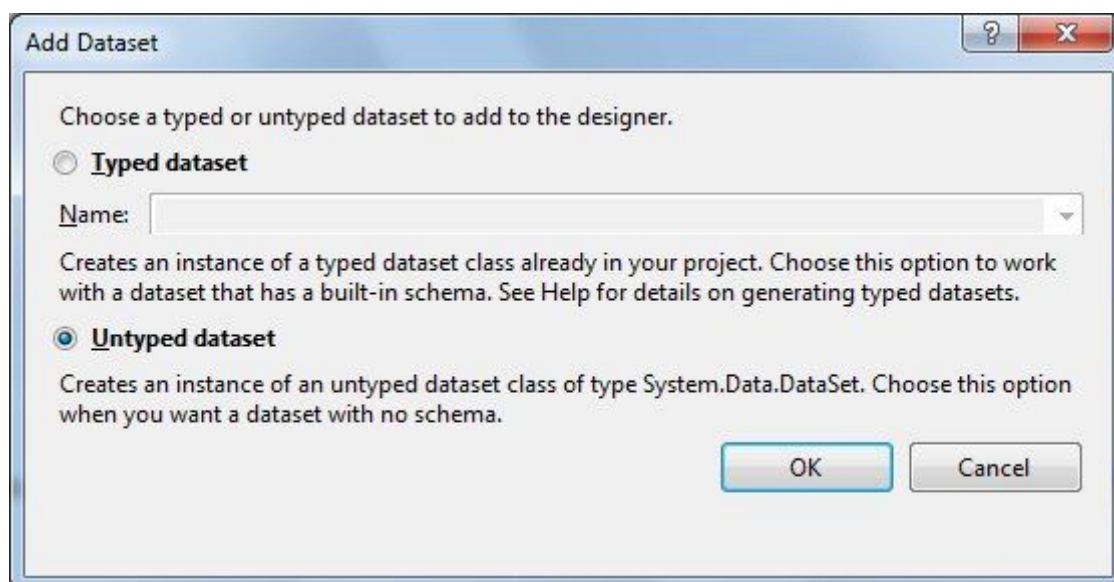 Add Dataset
?
Choose a typed or untyped dataset to add to the designer.
Typed dataset
Name:
Creates an instance of a typed dataset class already in your project. Choose this option to work
with a dataset that has a built-in schema. See Help for details on generating typed datasets.
Untyped dataset
Creates an instance of an untyped dataset class of type System.Data.DataSet. Choose this option
when you want a dataset with no schema.
OK Cancel